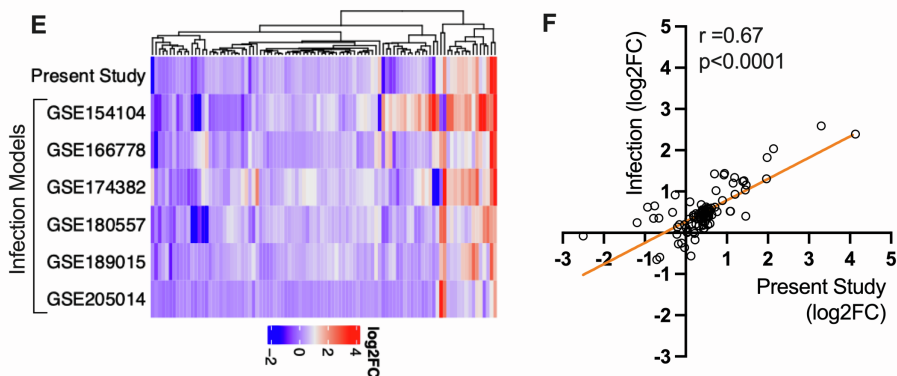 E
Present Study
GSE154104
GSE166778
GSE174382
GSE180557
GSE189015
GSE205014
Infection Models
-2 0 2 4
log2FC
F
r =0.67
p<0.0001
Infection (log2FC)
5
4
3
2
1
-1
-2
-3
-3 -2 -1 1 2 3 4 5
Present Study
(log2FC)